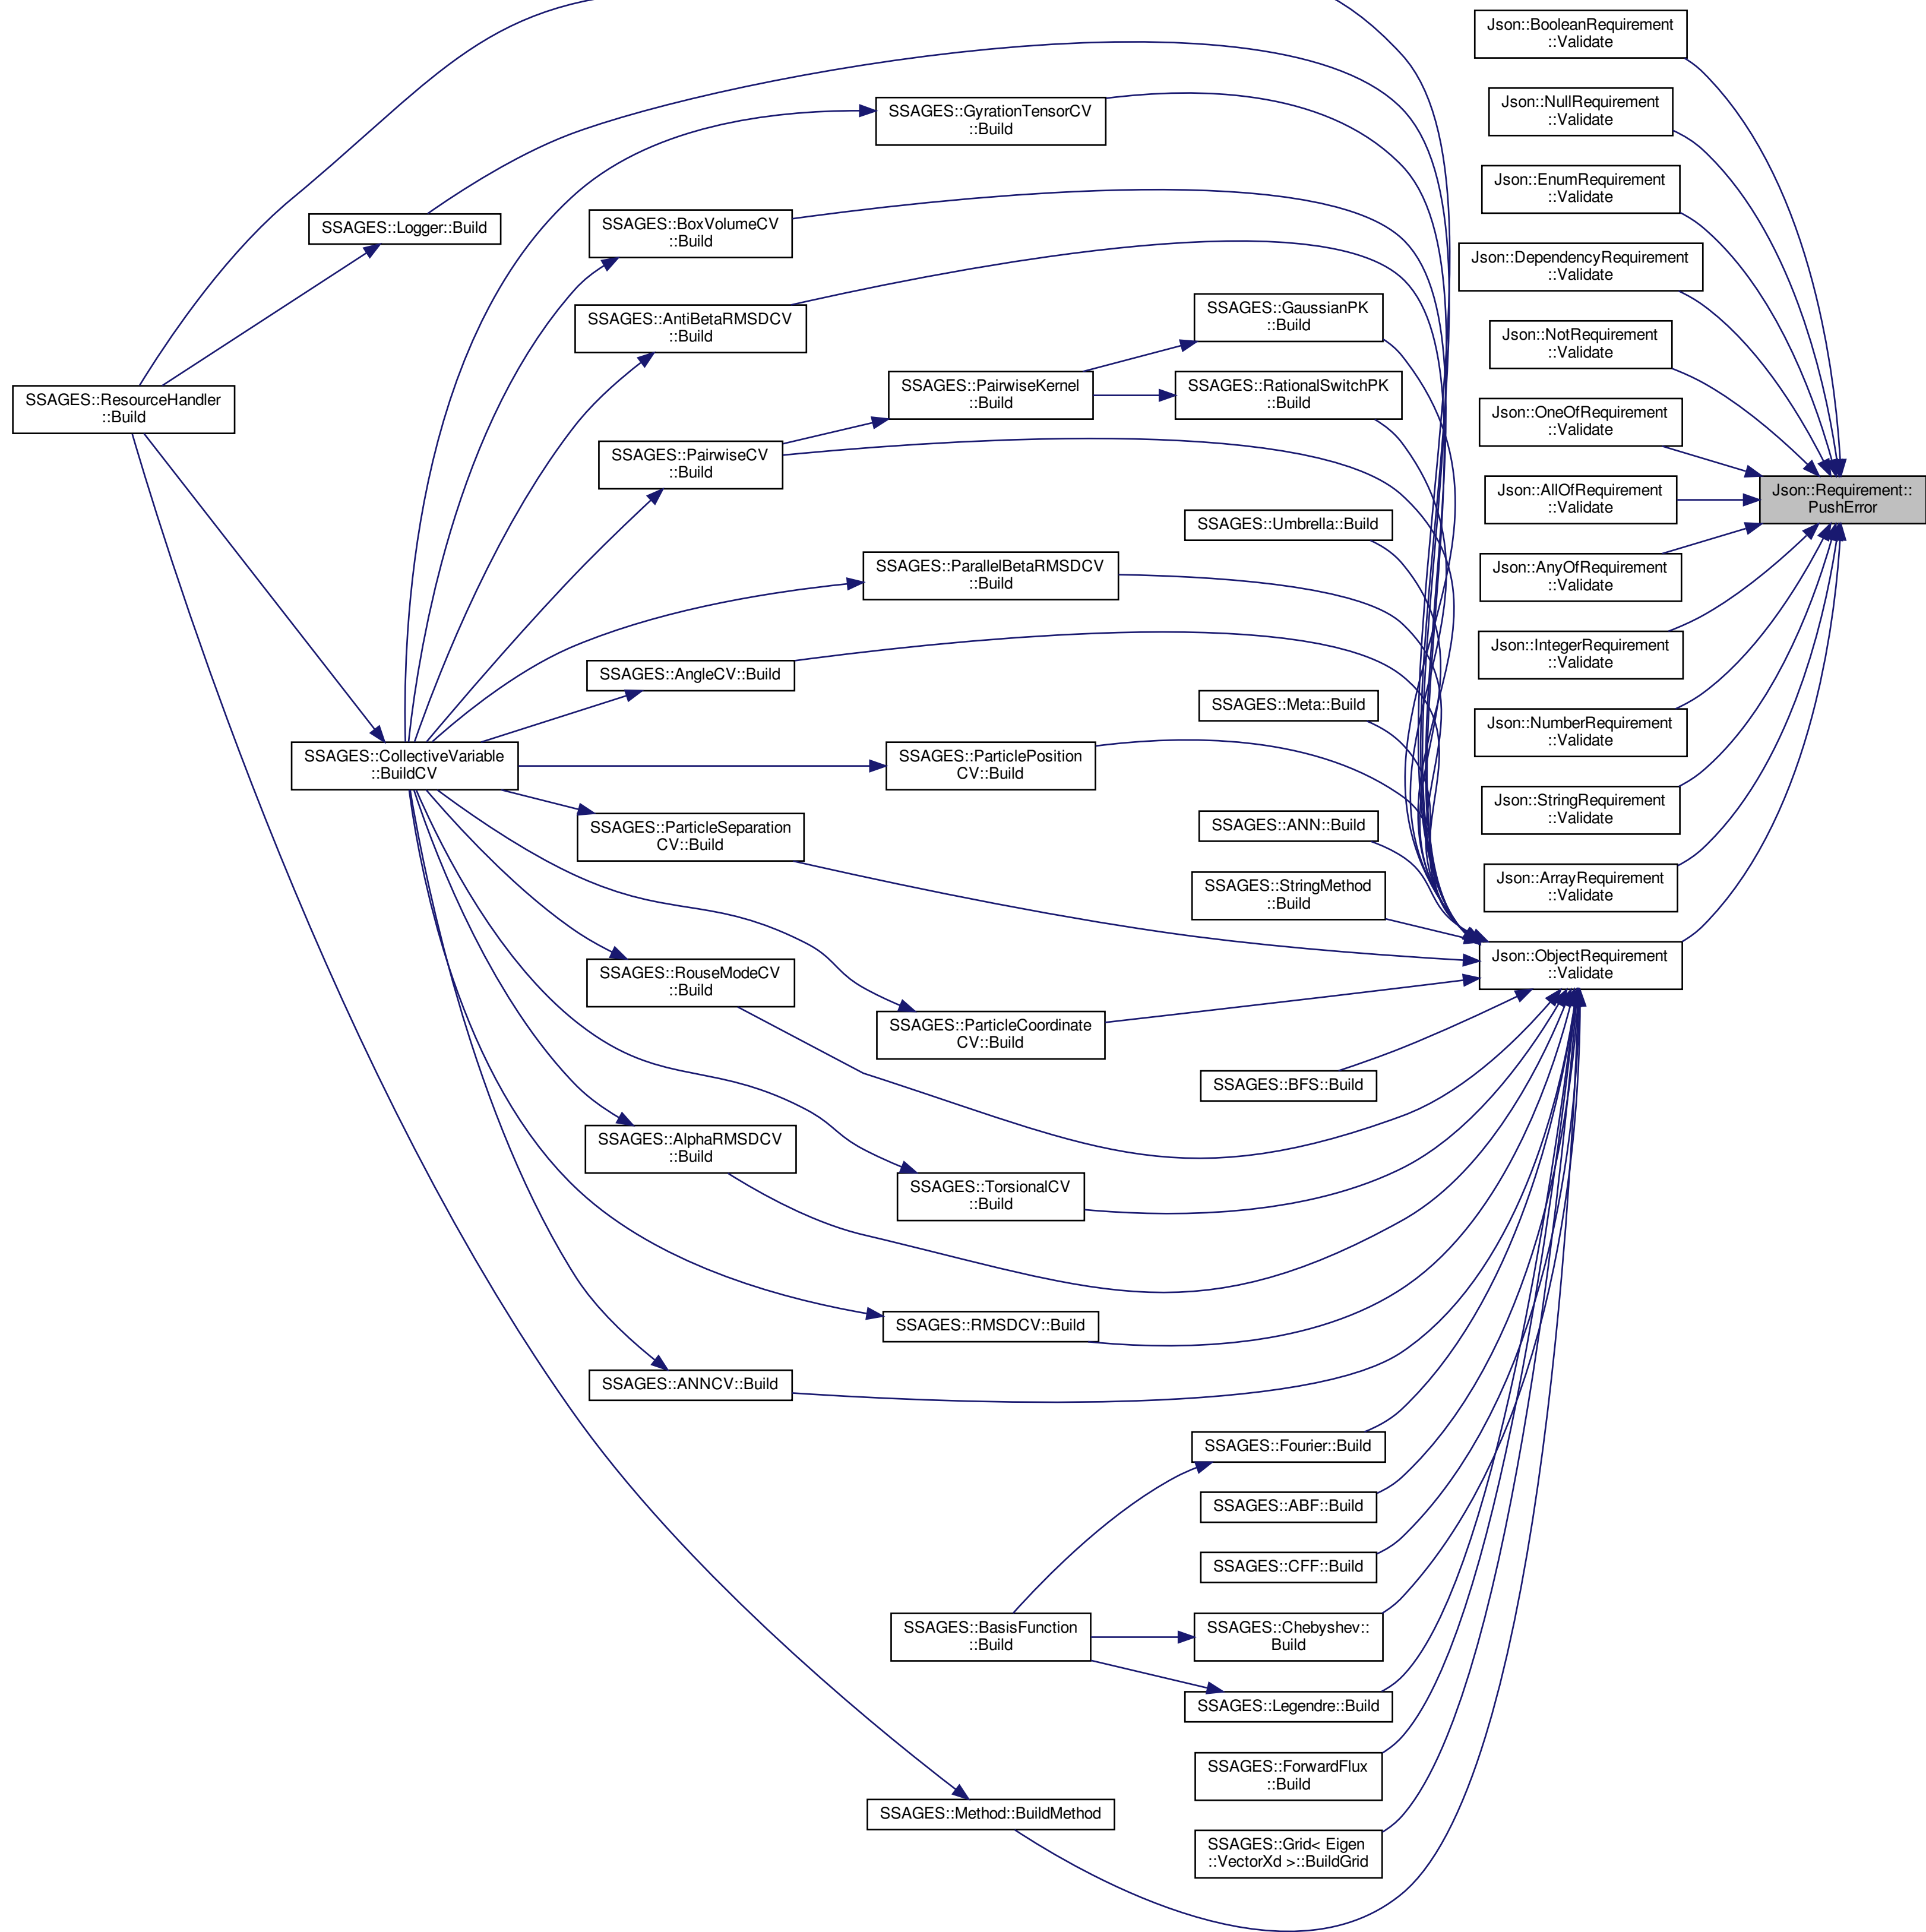 Json::BooleanRequirement
::Validate
Json::NullRequirement
::Validate
Json::EnumRequirement
::Validate
Json::DependencyRequirement
::Validate
Json::NotRequirement
::Validate
Json::OneOfRequirement
::Validate
Json::AllOfRequirement
::Validate
Json::AnyOfRequirement
::Validate
Json::IntegerRequirement
::Validate
Json::NumberRequirement
::Validate
Json::StringRequirement
::Validate
Json::ArrayRequirement
::Validate
Json::ObjectRequirement
::Validate
Json::Requirement::
PushError
SSAGES::GaussianPK
::Build
SSAGES::RationalSwitchPK
::Build
SSAGES::Umbrella::Build
SSAGES::Meta::Build
SSAGES::ANN::Build
SSAGES::StringMethod
::Build
SSAGES::BFS::Build
SSAGES::Fourier::Build
SSAGES::ABF::Build
SSAGES::CFF::Build
SSAGES::Chebyshev::
Build
SSAGES::Legendre::Build
SSAGES::ForwardFlux
::Build
SSAGES::Grid< Eigen
::VectorXd >::BuildGrid
SSAGES::GyrationTensorCV
::Build
SSAGES::PairwiseKernel
::Build
SSAGES::ParallelBetaRMSDCV
::Build
SSAGES::ParticlePosition
CV::Build
SSAGES::ParticleCoordinate
CV::Build
SSAGES::TorsionalCV
::Build
SSAGES::RMSDCV::Build
SSAGES::BasisFunction
::Build
SSAGES::Method::BuildMethod
SSAGES::BoxVolumeCV
::Build
SSAGES::AntiBetaRMSDCV
::Build
SSAGES::PairwiseCV
::Build
SSAGES::AngleCV::Build
SSAGES::ParticleSeparation
CV::Build
SSAGES::RouseModeCV
::Build
SSAGES::AlphaRMSDCV
::Build
SSAGES::ANNCV::Build
SSAGES::Logger::Build
SSAGES::CollectiveVariable
::BuildCV
SSAGES::ResourceHandler
::Build